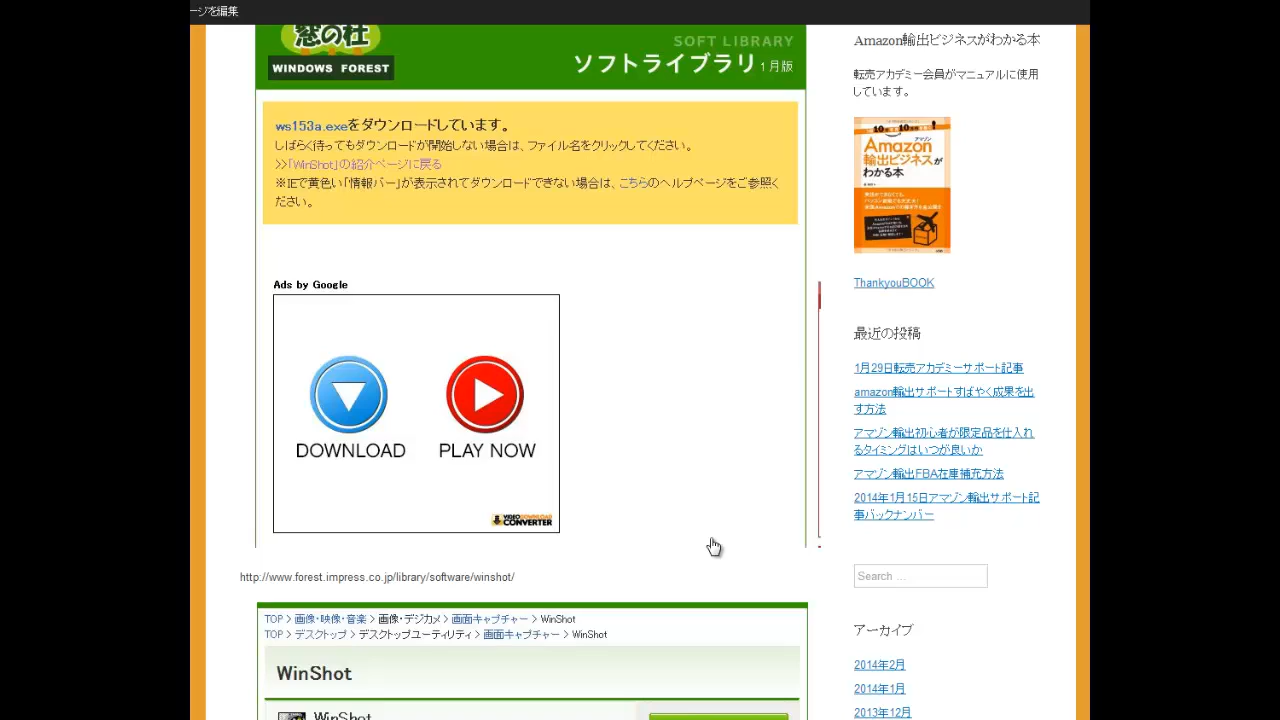 ージを編集
窓の杜
WINDOWS FOREST
SOFT LIBRARY
ソフトライブラリ 1月版
ws153a.exeをダウンロードしています。
しばらく待ってもダウンロードが開始しない場合は、ファイル名をクリックしてください。
>>「WinShot」の紹介ページに戻る
※IEで黄色い「情報バー」が表示されてダウンロードできない場合は、こちらのヘルプページをご参照く
ださい。
Ads by Google
DOWNLOAD
PLAY NOW
VIDEO DOWNLOAD
CONVERTER
http://www.forest.impress.co.jp/library/software/winshot/
TOP > 画像・映像・音楽 > 画像・デジカメ > 画面キャプチャー > WinShot
TOP > デスクトップ > デスクトップユーティリティ > 画面キャプチャー > WinShot
WinShot
WinShot
Amazon輸出ビジネスがわかる本
転売アカデミー会員がマニュアルに使用
しています。
Amazon
アマゾン
輸出ビジネスが
わかる本
ThankyouBOOK
最近の投稿
1月29日転売アカデミーサポート記事
amazon輸出サポートすばやく成果を出
す方法
アマゾン輸出初心者が限定品を仕入れ
るタイミングはいつが良いか
アマゾン輸出FBA在庫補充方法
2014年1月15日アマゾン輸出サポート記
事バックナンバー
Search ...
アーカイブ
2014年2月
2014年1月
2013年12月